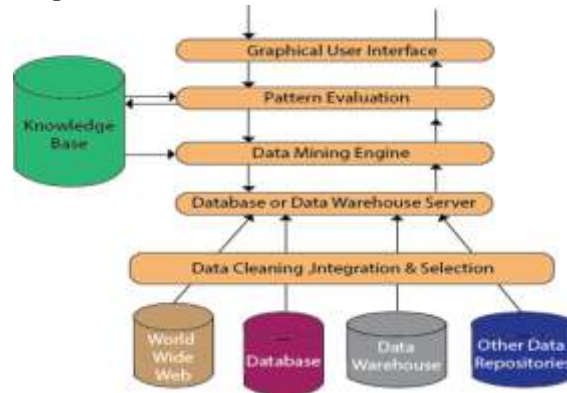 Graphical User Interface
Pattern Evaluation
Knowledge
Base
Data Mining Engine
Database or Data Warehouse Server
Data Cleaning ,Integration & Selection
World
Wide
Web
Database
Data
Warehouse
Other Data
Repositories